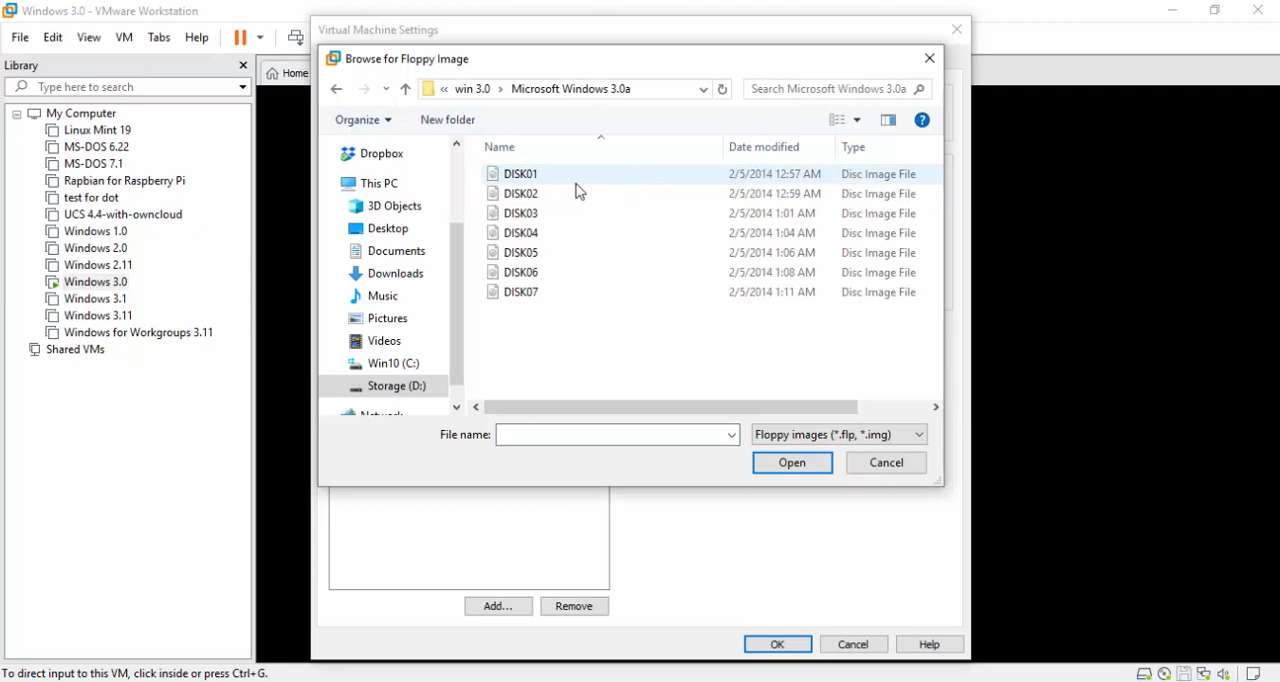 Windows 3.0 - VMware Workstation
File Edit View VM Tabs Help
Library
Type here to search
My Computer
Linux Mint 19
MS-DOS 6.22
MS-DOS 7.1
Rapbian for Raspberry Pi
test for dot
UCS 4.4-with-owncloud
Windows 1.0
Windows 2.0
Windows 2.11
Windows 3.0
Windows 3.1
Windows 3.11
Windows for Workgroups 3.11
Shared VMs
Home
Virtual Machine Settings
Browse for Floppy Image
« win 3.0 › Microsoft Windows 3.0a
Search Microsoft Windows 3.0a
Organize New folder
Dropbox
This PC
3D Objects
Desktop
Documents
Downloads
Music
Pictures
Videos
Win10 (C:)
Storage (D:)
Network
Name Date modified Type
DISK01 2/5/2014 12:57 AM Disc Image File
DISK02 2/5/2014 12:59 AM Disc Image File
DISK03 2/5/2014 1:01 AM Disc Image File
DISK04 2/5/2014 1:04 AM Disc Image File
DISK05 2/5/2014 1:06 AM Disc Image File
DISK06 2/5/2014 1:08 AM Disc Image File
DISK07 2/5/2014 1:11 AM Disc Image File
File name: Floppy images (*.flp, *.img)
Open Cancel
Add... Remove
OK Cancel Help
To direct input to this VM, click inside or press Ctrl+G.